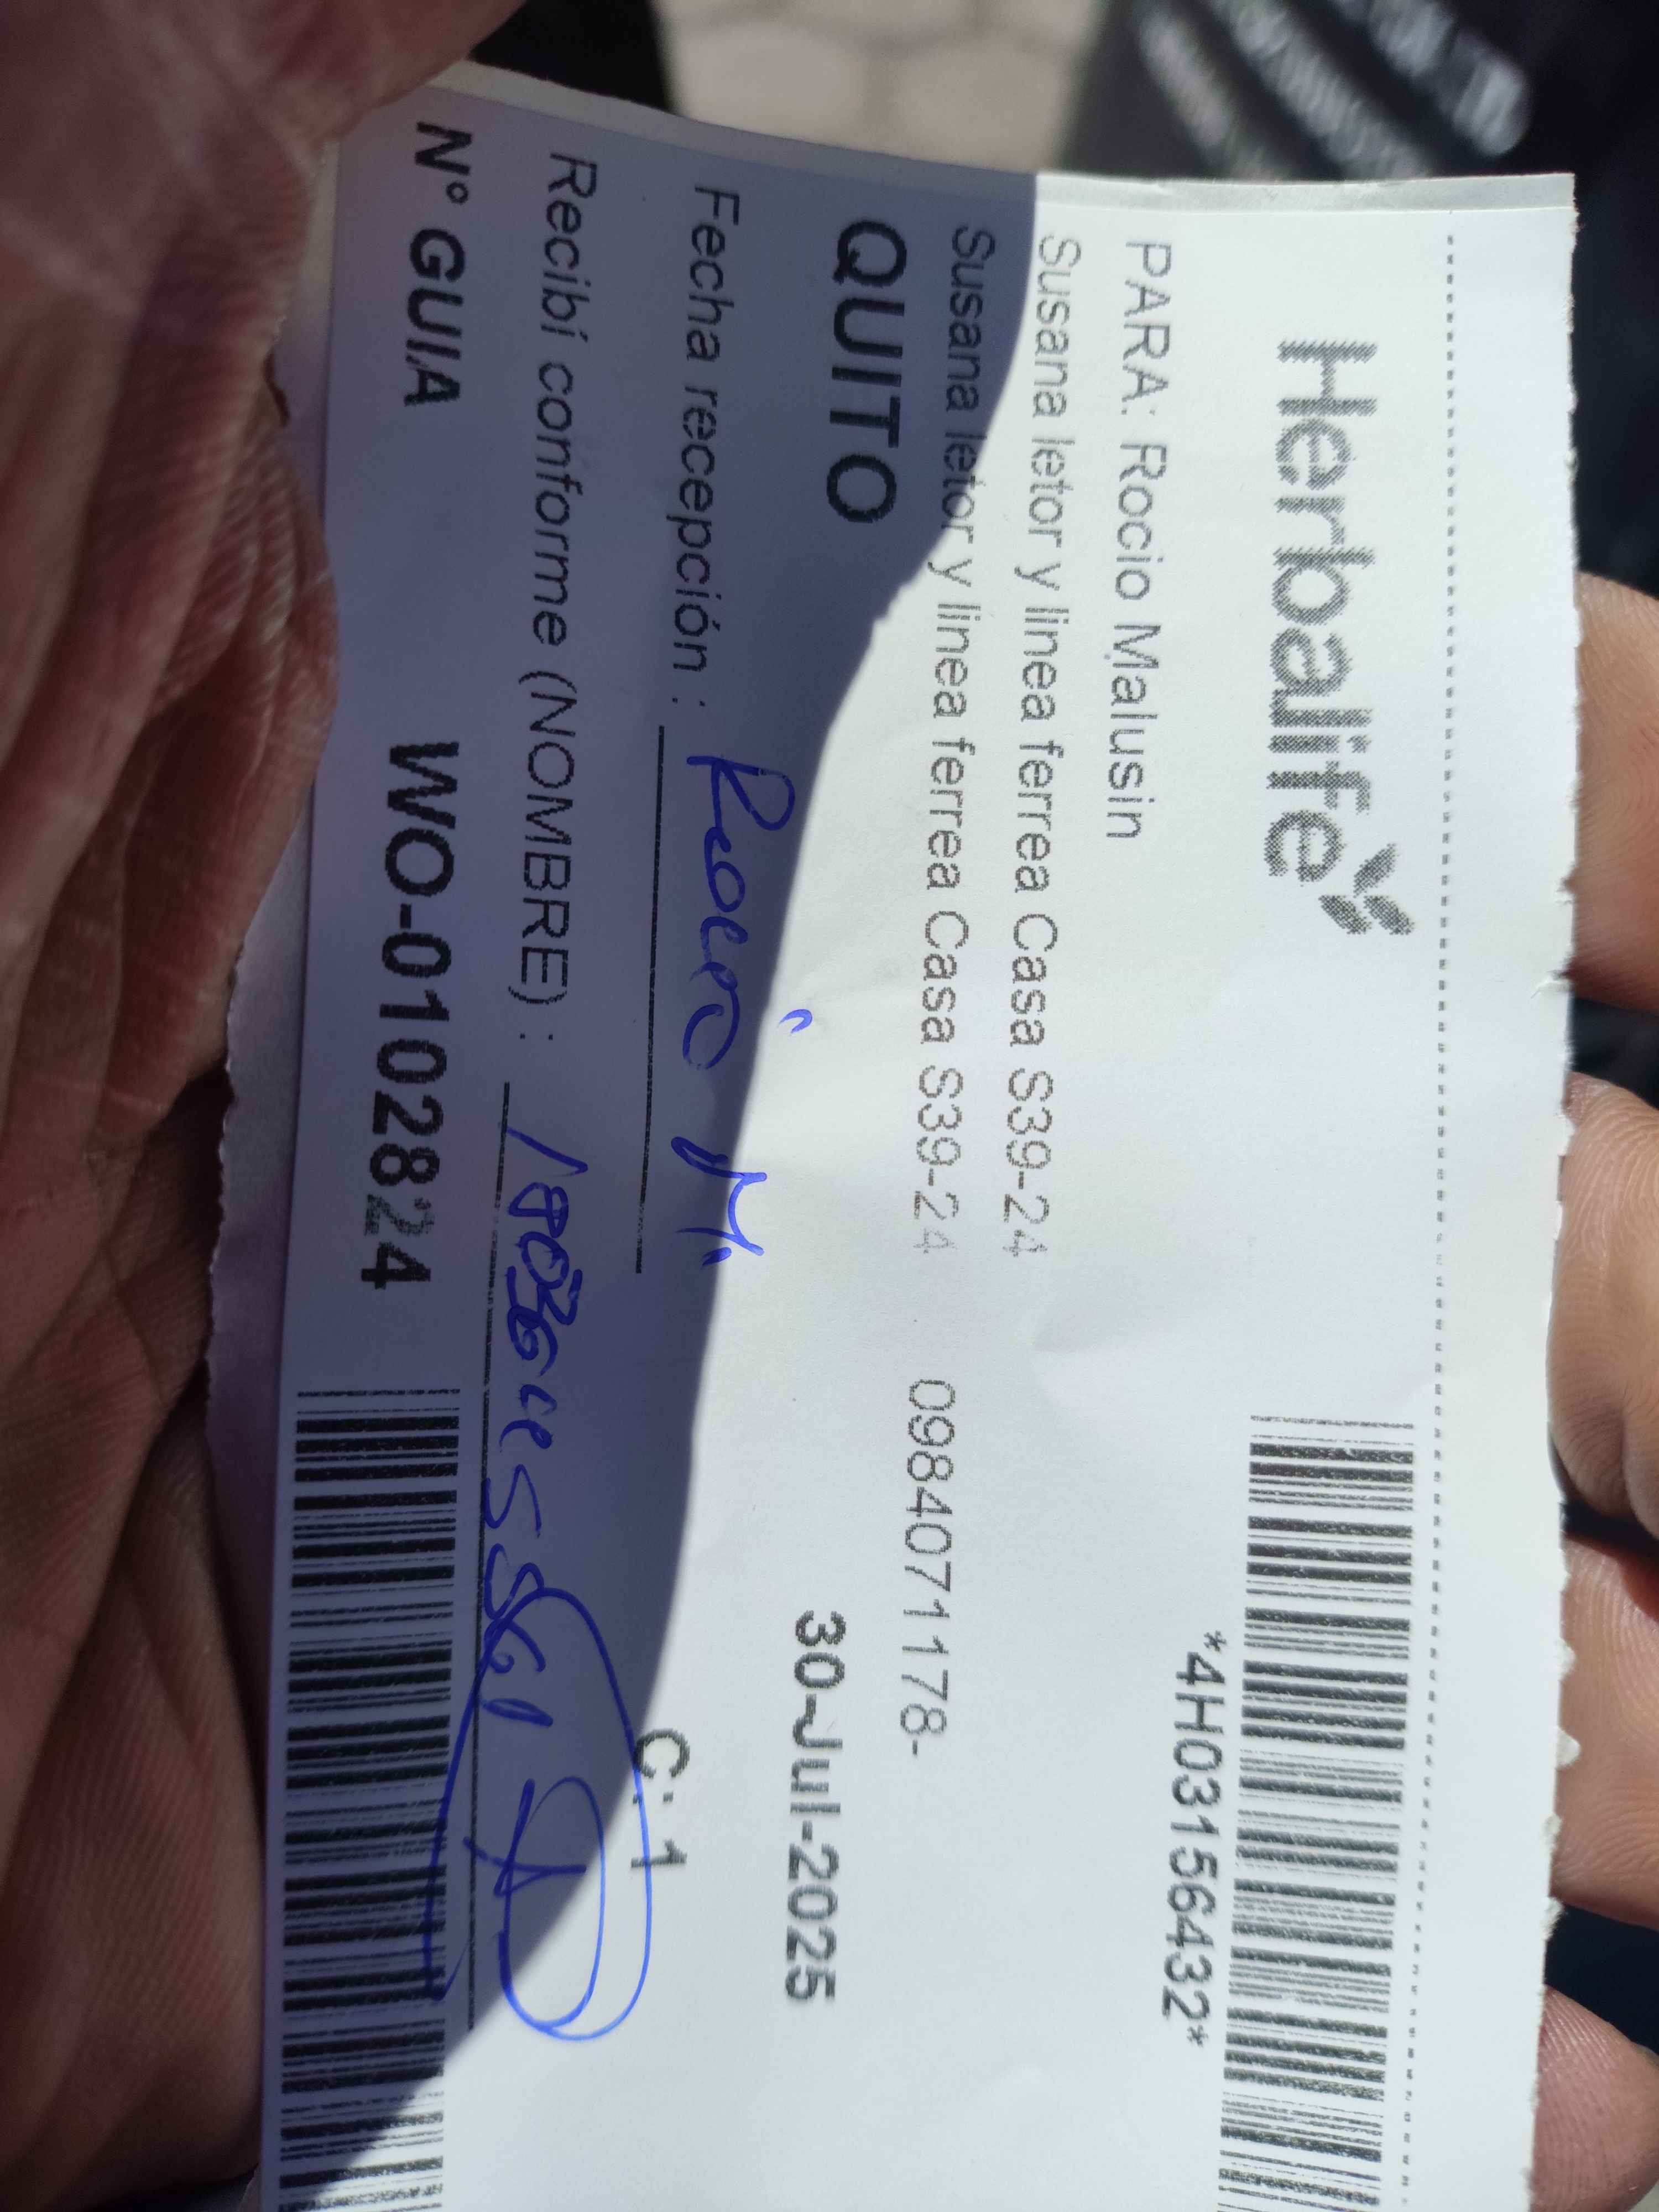 Herbalife
*4H03156432*
PARA: Rocio Malusin
Susana letor y linea ferrea Casa S39-24
Susana letor y linea ferrea Casa S39-24 0984071178-
QUITO 30-Jul-2025
Fecha recepción : Rocio M.
C: 1
Recibí conforme (NOMBRE) :
N° GUIA WO-0102824